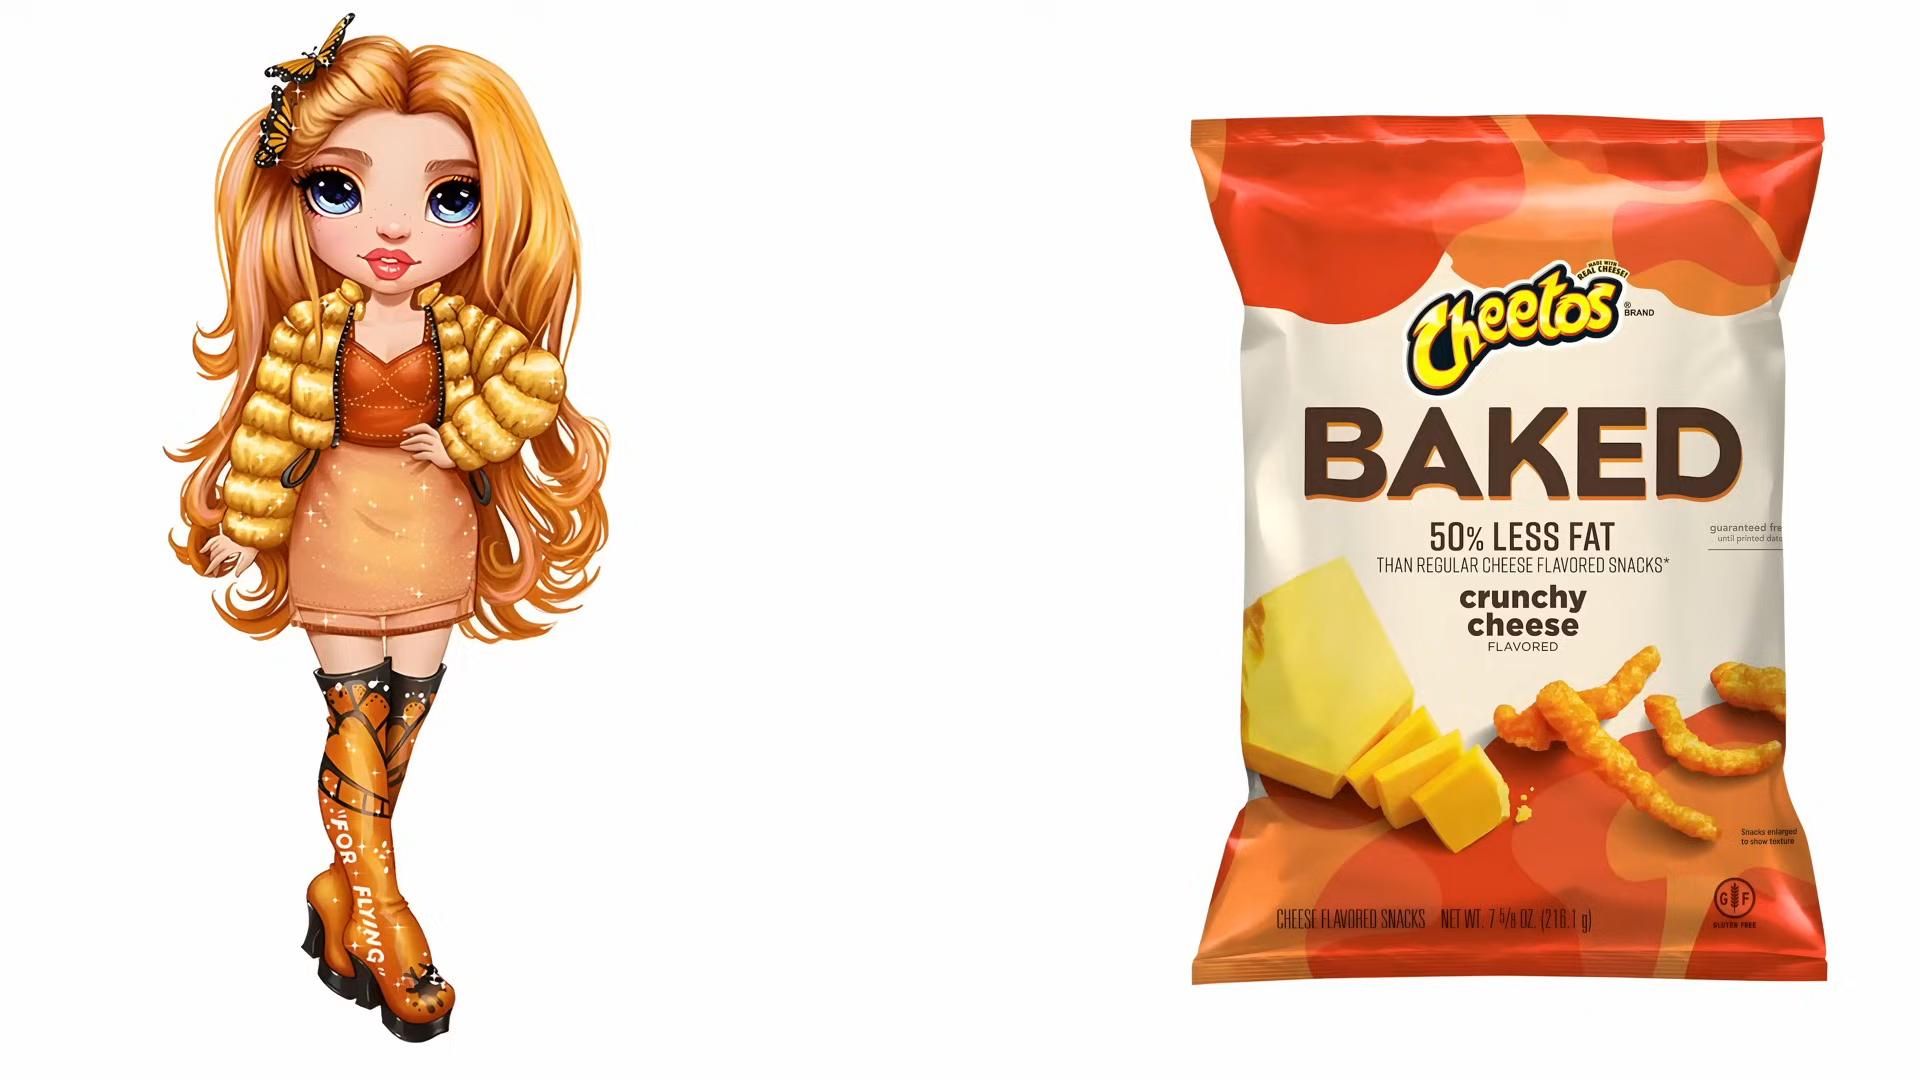 "FOR FLYING"
MADE WITH
REAL CHEESE!
Cheetos
®
BRAND
BAKED
50% LESS FAT
THAN REGULAR CHEESE FLAVORED SNACKS*
guaranteed fre
until printed date
crunchy
cheese
FLAVORED
Snacks enlarged
to show texture
G F
GLUTEN FREE
CHEESE FLAVORED SNACKS NET WT. 7 5/8 OZ. (216.1 g)